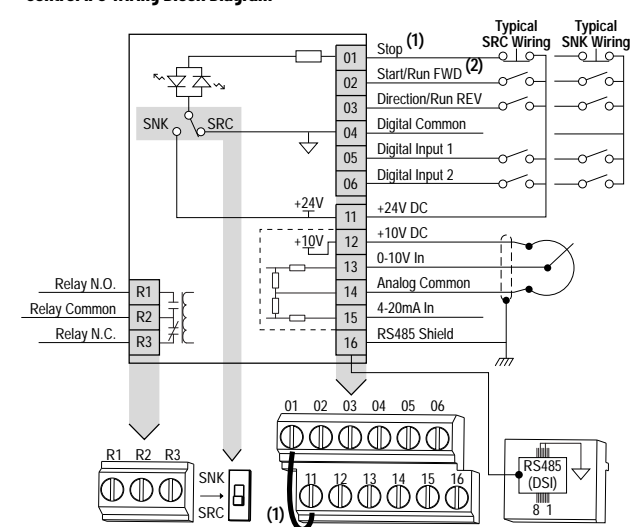 Control I/O Wiring Block Diagram
Typical SRC Wiring
Typical SNK Wiring
01 Stop (1)
02 Start/Run FWD (2)
03 Direction/Run REV
SNK SRC
04 Digital Common
05 Digital Input 1
06 Digital Input 2
+24V
11 +24V DC
+10V
12 +10V DC
13 0-10V In
14 Analog Common
15 4-20mA In
16 RS485 Shield
Relay N.O. R1
Relay Common R2
Relay N.C. R3
01 02 03 04 05 06
R1 R2 R3
SNK
SRC
11 12 13 14 15 16
(1)
RS485
(DSI)
8 1